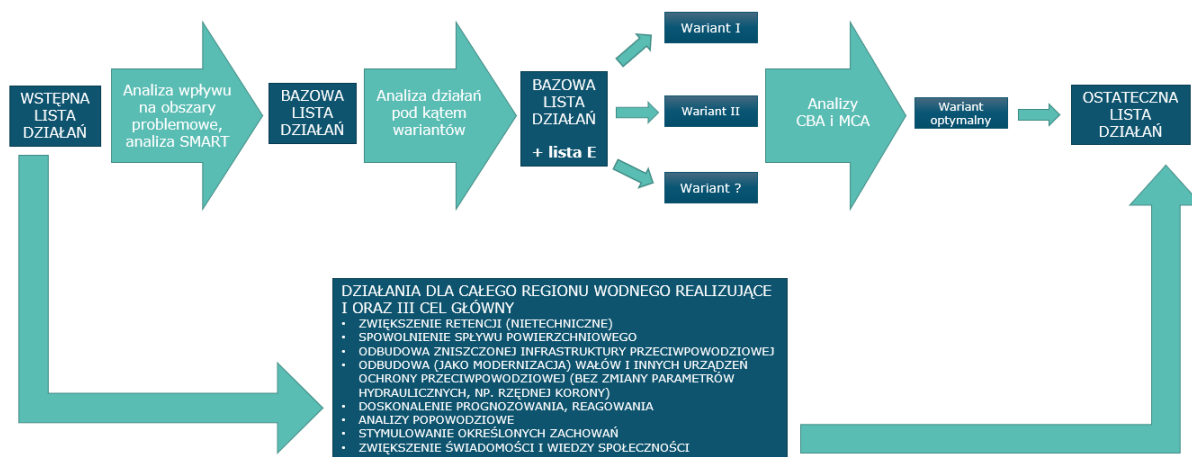 WSTĘPNA
LISTA
DZIAŁAŃ
Analiza wpływu
na obszary
problemowe,
analiza SMART
BAZOWA
LISTA
DZIAŁAŃ
Analiza działań
pod kątem
wariantów
BAZOWA
LISTA
DZIAŁAŃ
+ lista E
Wariant I
Wariant II
Wariant ?
Analizy
CBA i MCA
Wariant
optymalny
OSTATECZNA
LISTA
DZIAŁAŃ
DZIAŁANIA DLA CAŁEGO REGIONU WODNEGO REALIZUJĄCE
I ORAZ III CEL GŁÓWNY
• ZWIĘKSZENIE RETENCJI (NIETECHNICZNE)
• SPOWOLNIENIE SPŁYWU POWIERZCHNIOWEGO
• ODBUDOWA ZNISZCZONEJ INFRASTRUKTURY PRZECIWPOWODZIOWEJ
• ODBUDOWA (JAKO MODERNIZACJA) WAŁÓW I INNYCH URZĄDZEŃ
OCHRONY PRZECIWPOWODZIOWEJ (BEZ ZMIANY PARAMETRÓW
HYDRAULICZNYCH, NP. RZĘDNEJ KORONY)
• DOSKONALENIE PROGNOZOWANIA, REAGOWANIA
• ANALIZY POPOWODZIOWE
• STYMULOWANIE OKREŚLONYCH ZACHOWAŃ
• ZWIĘKSZENIE ŚWIADOMOŚCI I WIEDZY SPOŁECZNOŚCI